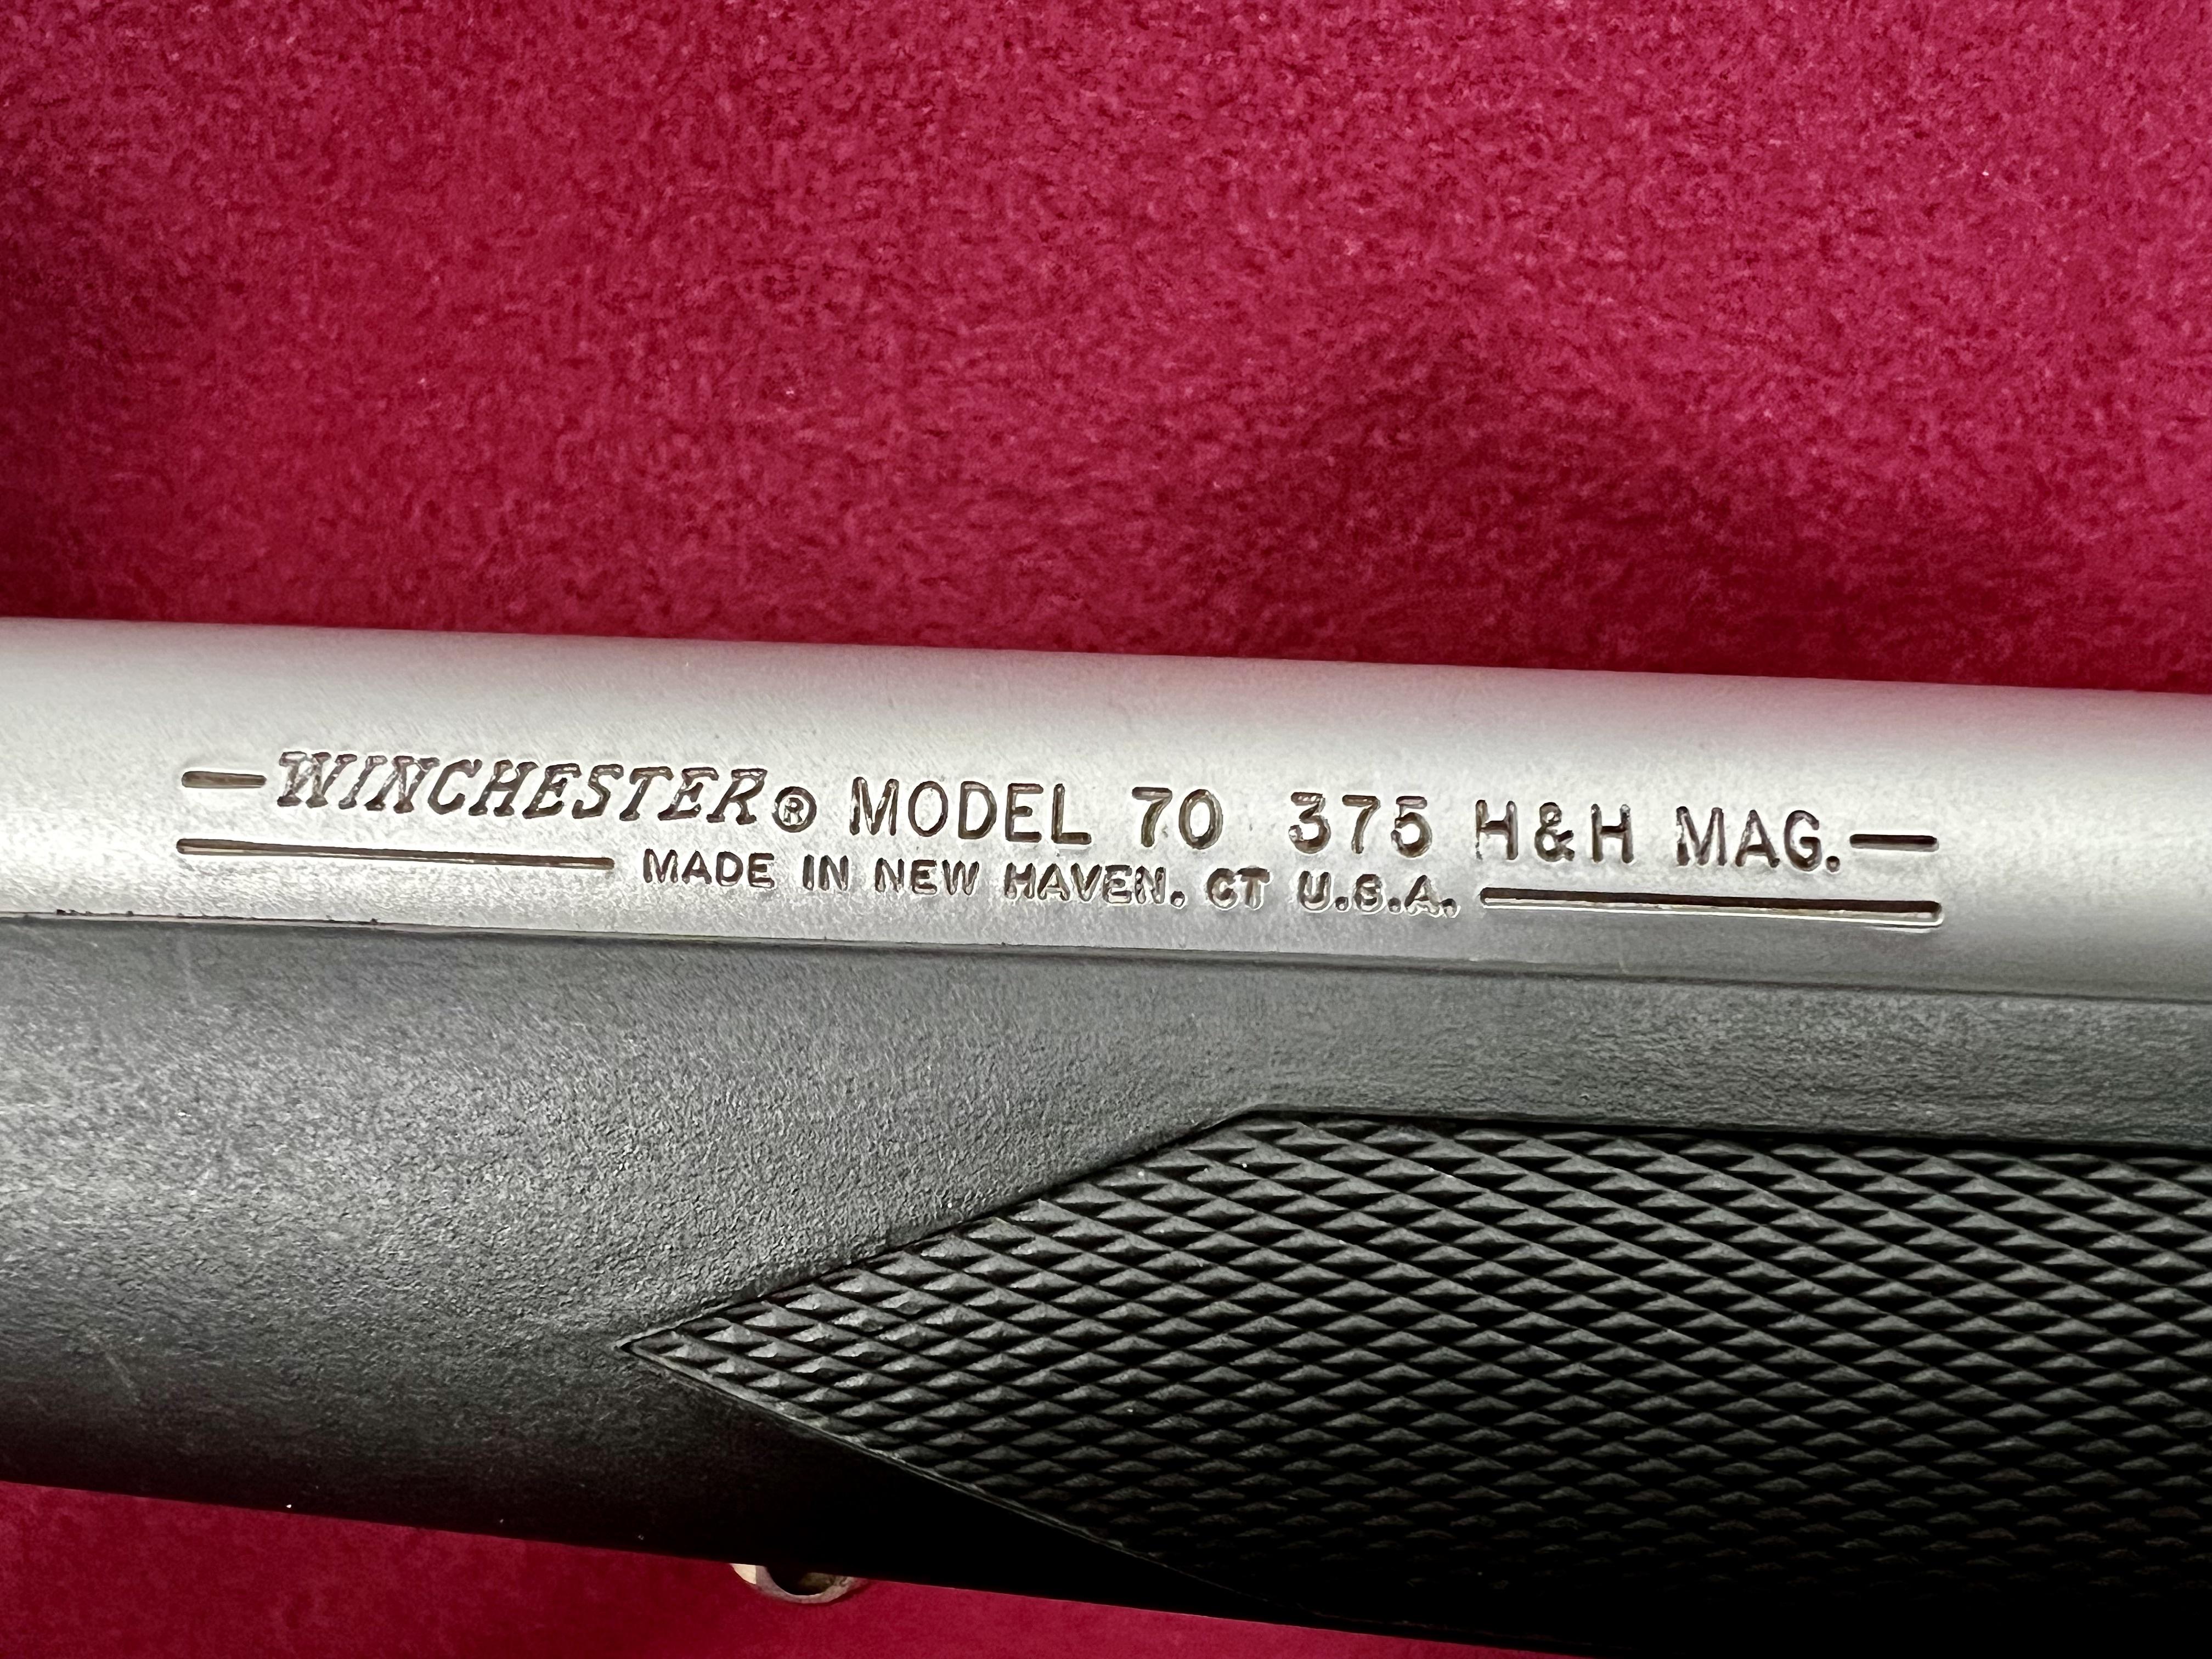 —WINCHESTER® MODEL 70 375 H&H MAG.—
MADE IN NEW HAVEN. CT U.S.A.